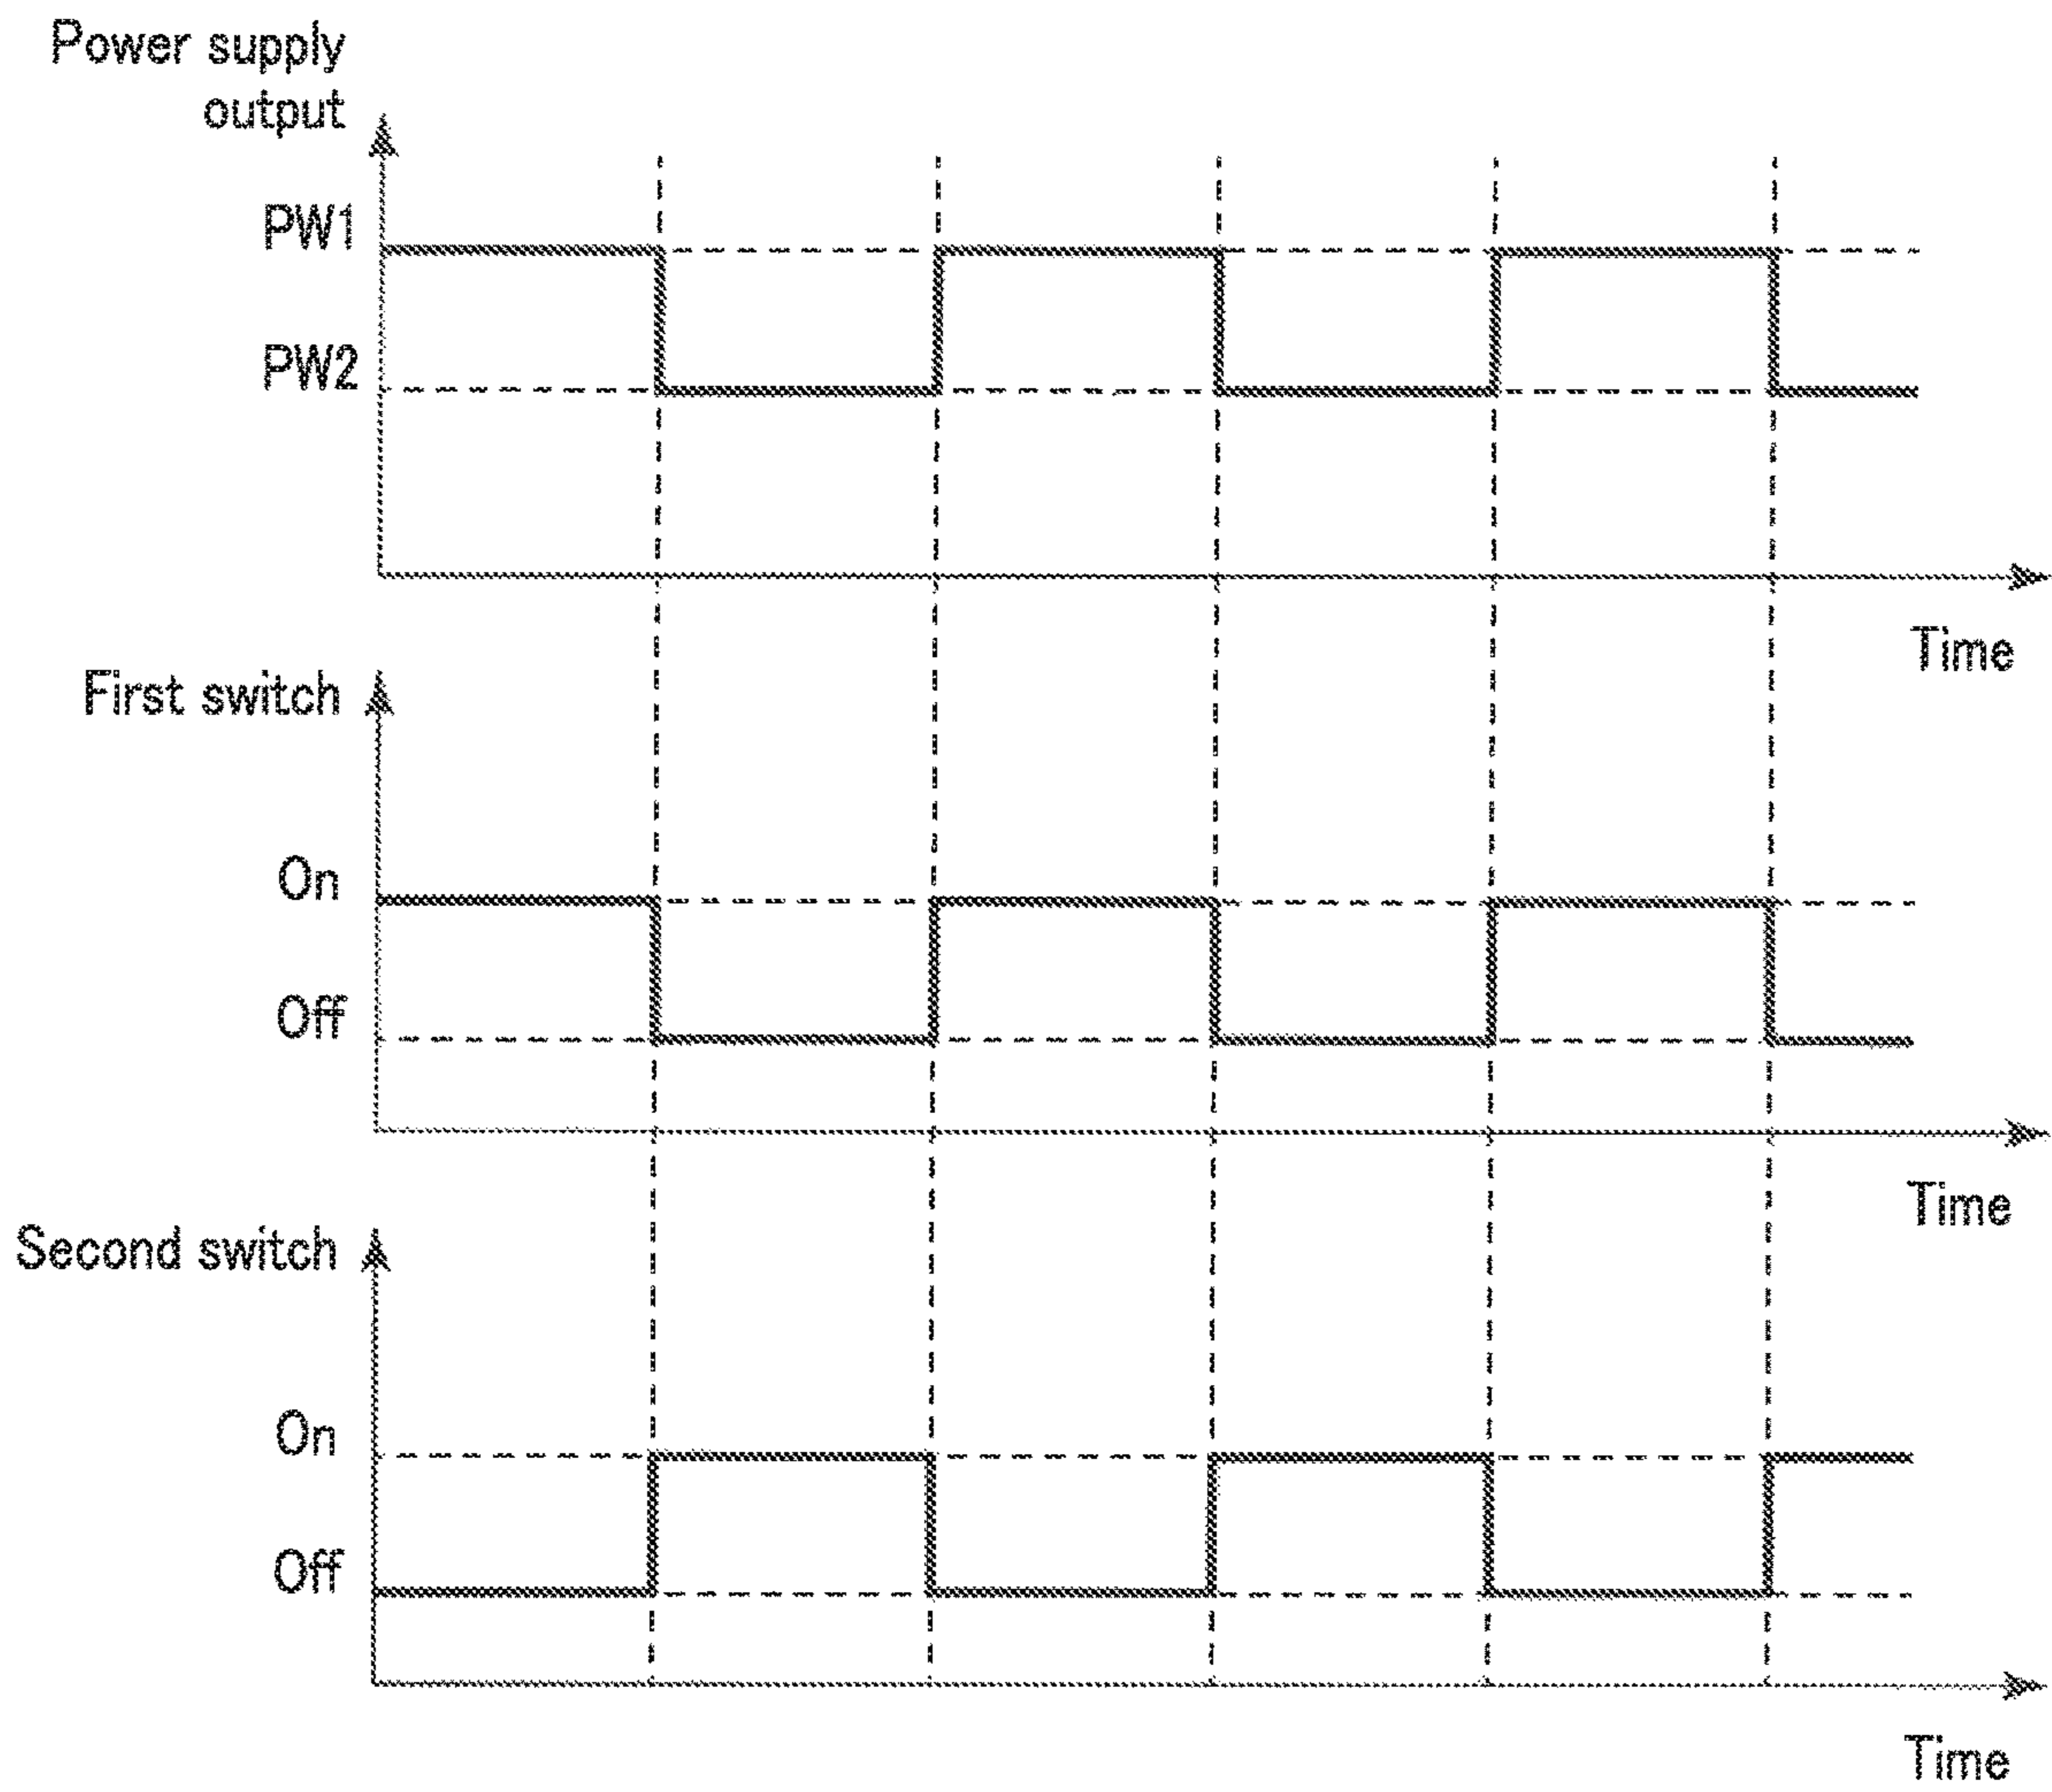 Power supply
output
PW1
PW2
Time
First switch
On
Off
Time
Second switch
On
Off
Time